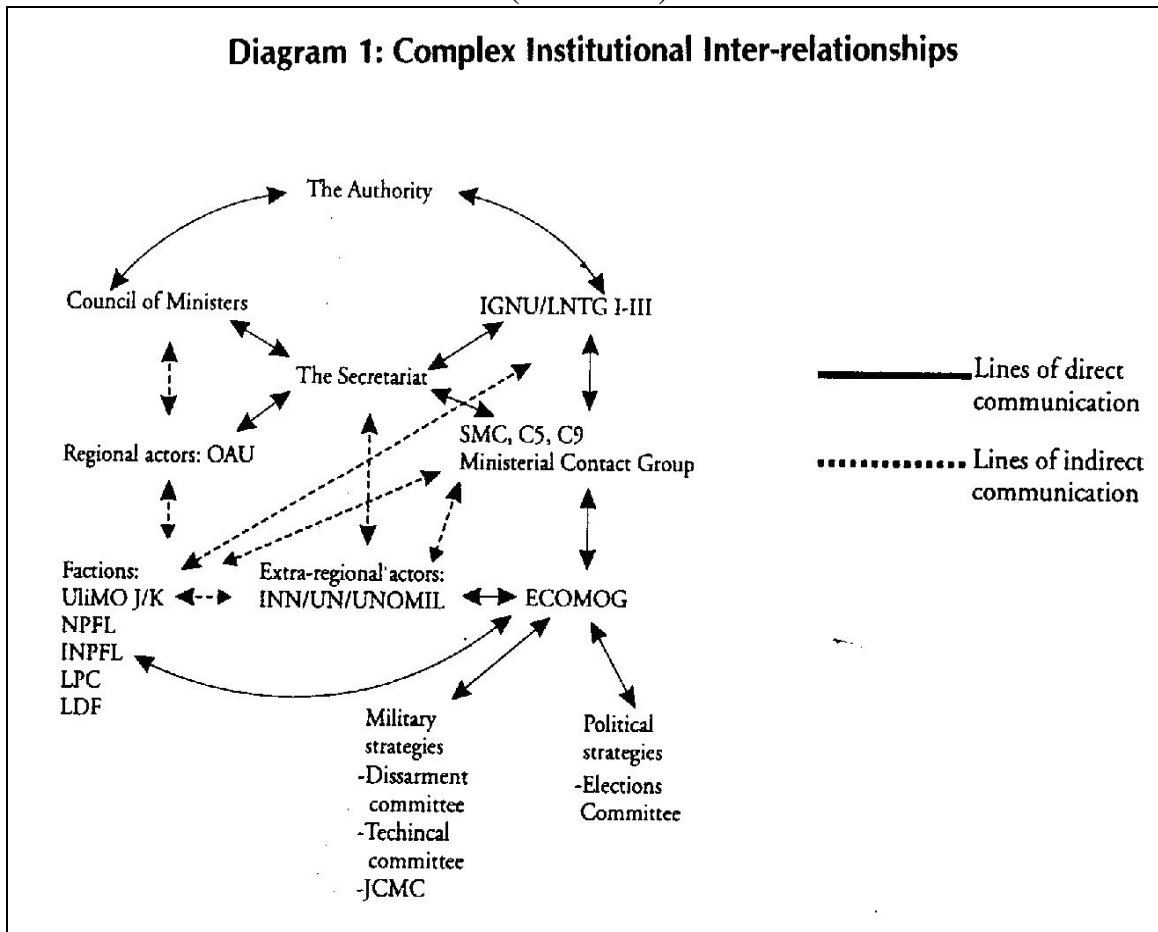 Diagram 1: Complex Institutional Inter-relationships
The Authority
Council of Ministers
IGNU/LNTG I-III
The Secretariat
Lines of direct
communication
Regional actors: OAU
SMC, C5, C9
Ministerial Contact Group
Lines of indirect
communication
Factions:
UliMO J/K
NPFL
INPFL
LPC
LDF
Extra-regional actors:
INN/UN/UNOMIL
ECOMOG
Military
strategies
-Dissarment
committee
-Techincal
committee
-JCMC
Political
strategies
-Elections
Committee